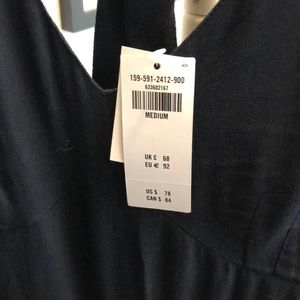 159-591-2412-900
633602167
MEDIUM
UK £ 68
EU € 92
US $ 78
CAN $ 84